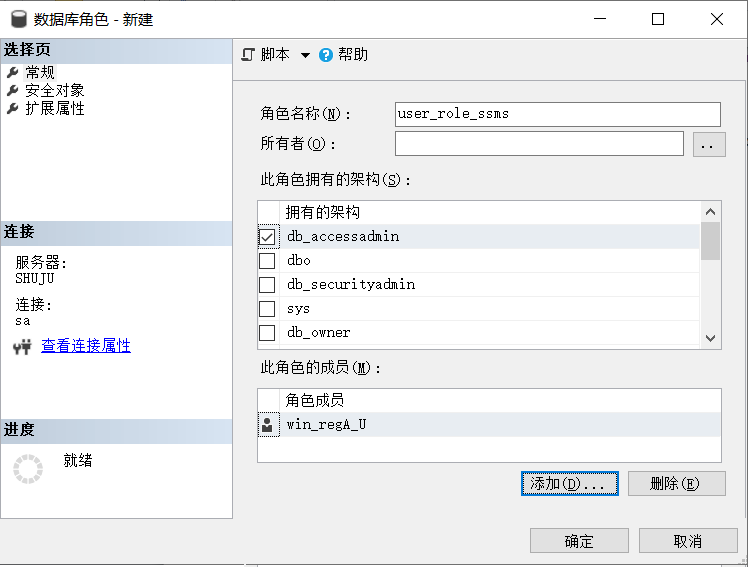 数据库角色 - 新建
选择页
常规
安全对象
扩展属性
连接
服务器:
SHUJU
连接:
sa
查看连接属性
进度
就绪
脚本 帮助
角色名称(N):
user_role_ssms
所有者(O):
..
此角色拥有的架构(S):
拥有的架构
db_accessadmin
dbo
db_securityadmin
sys
db_owner
此角色的成员(M):
角色成员
win_regA_U
添加(D)... 删除(E)
确定 取消